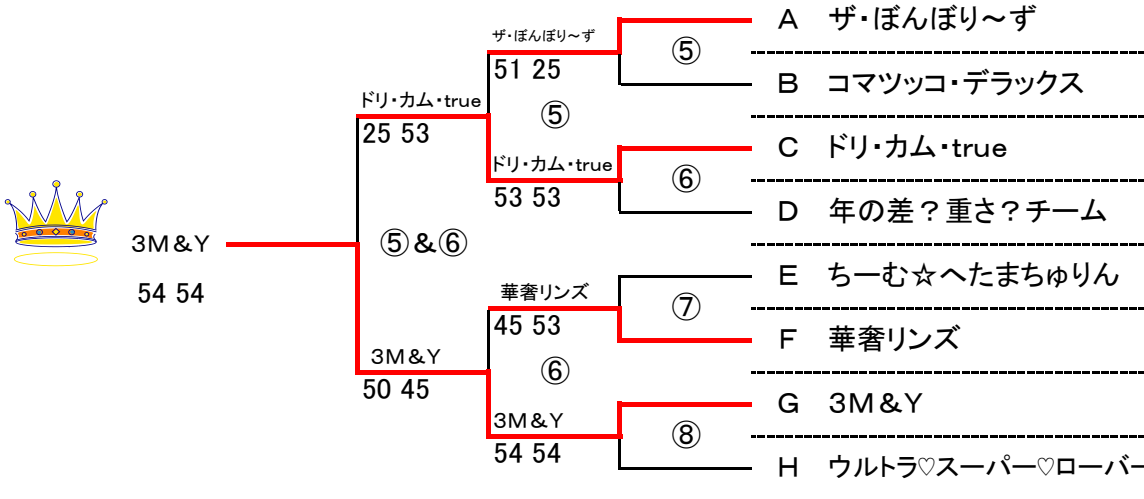 A ザ・ぼんぼり～ず
ザ・ぼんぼり～ず
⑤
51 25
B コマツッコ・デラックス
ドリ・カム・true
⑤
25 53
C ドリ・カム・true
ドリ・カム・true
⑥
53 53
D 年の差？重さ？チーム
3M&Y
⑤&⑥
54 54
E ちーむ☆へたまちゅりん
華奢リンズ
⑦
45 53
F 華奢リンズ
3M&Y
⑥
50 45
G 3M&Y
3M&Y
⑧
54 54
H ウルトラ♡スーパー♡ローバー